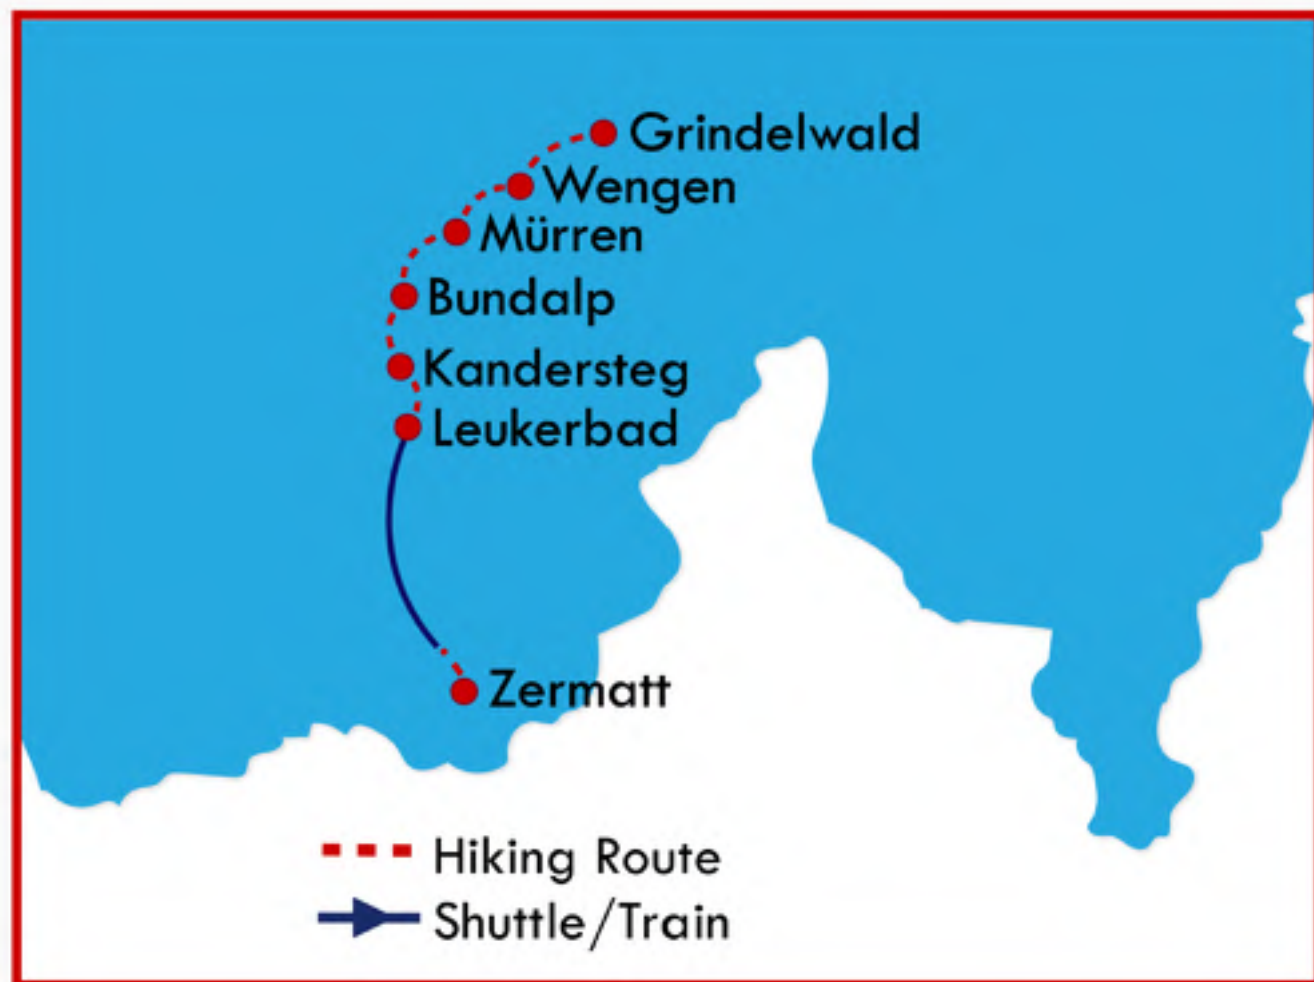 Grindelwald
Wengen
Mürren
Bundalp
Kandersteg
Leukerbad
Zermatt
Hiking Route
Shuttle/Train